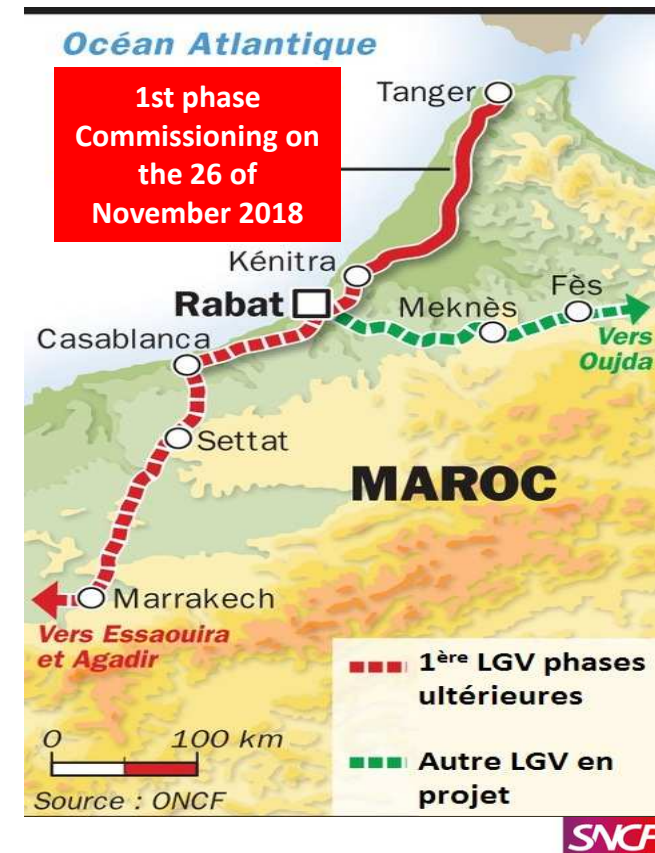 Océan Atlantique
1st phase
Commissioning on
the 26 of
November 2018
Tanger
Kénitra
Rabat
Meknès
Fès
Casablanca
Vers
Oujda
Settat
MAROC
Marrakech
Vers Essaouira
et Agadir
1ère LGV phases
ultérieures
0 100 km
Autre LGV en
projet
Source : ONCF
SNCF